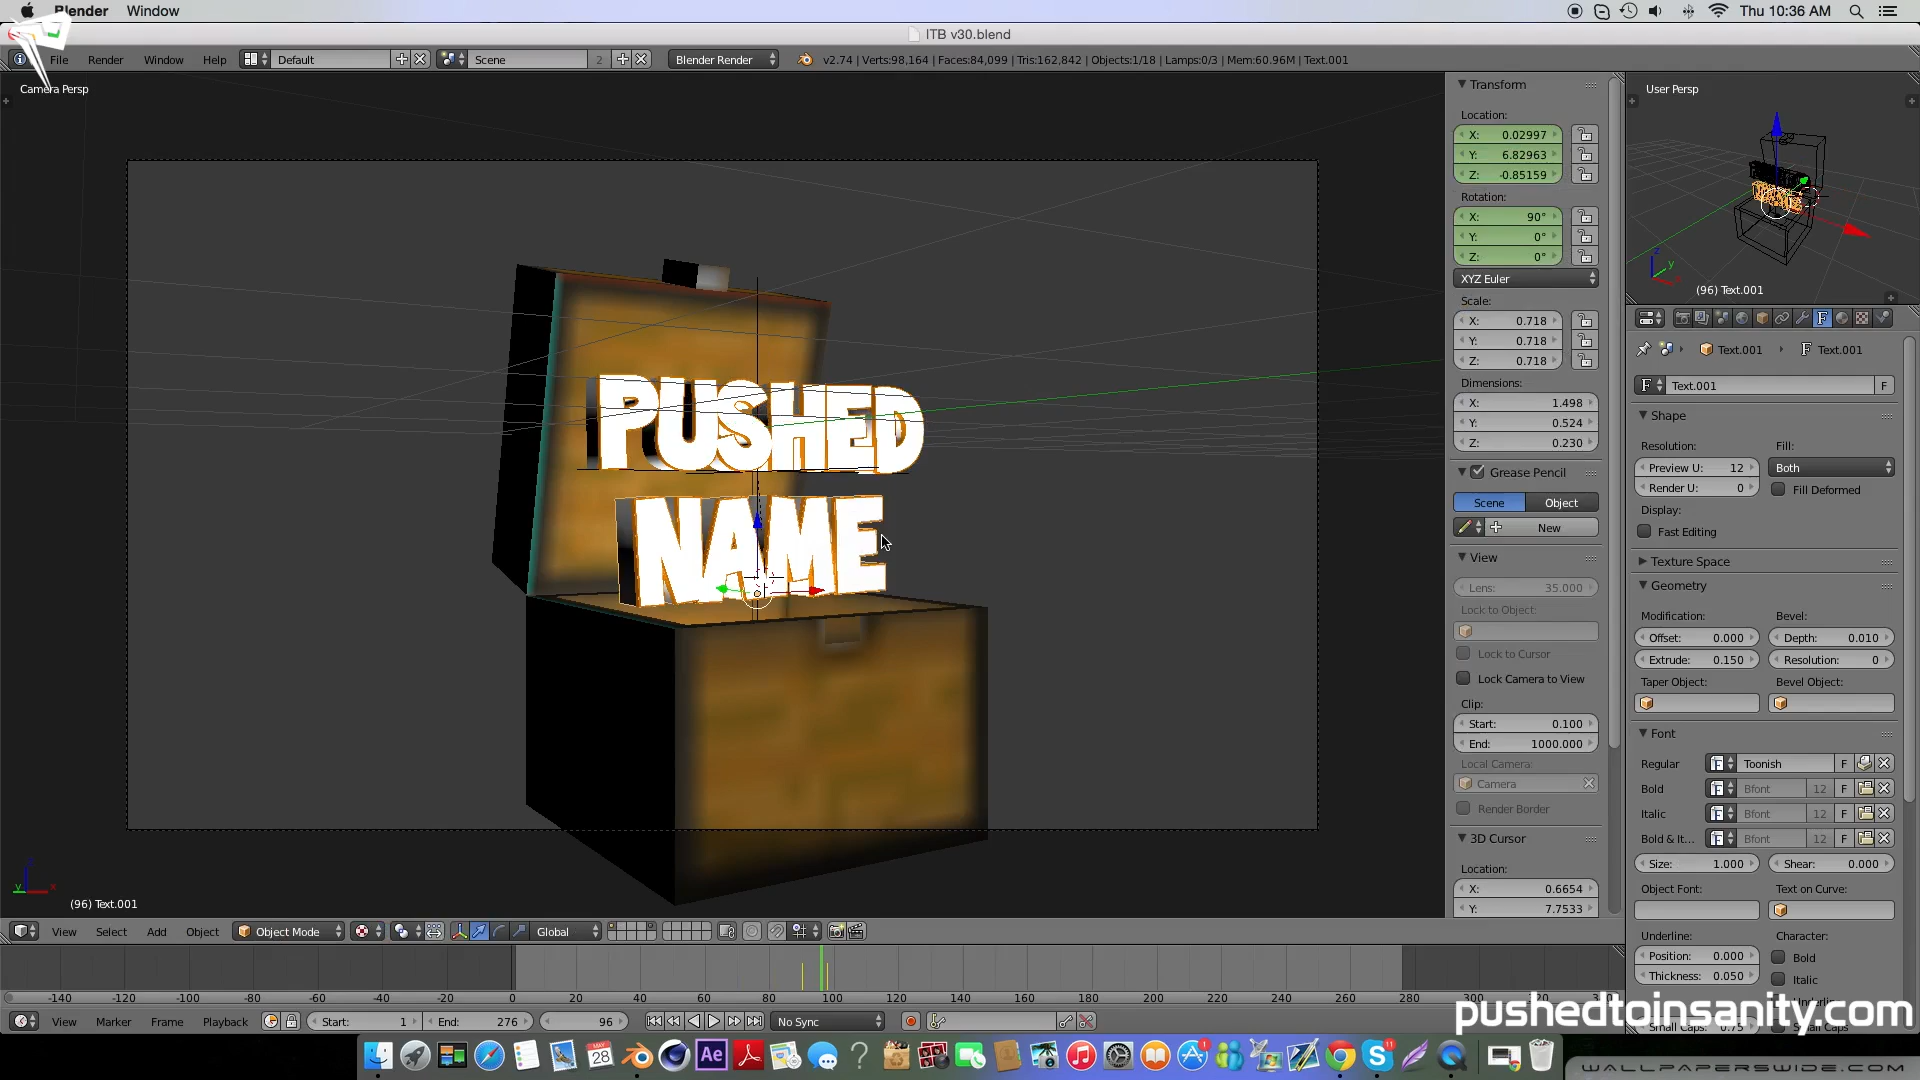 Blender Window
Thu 10:36 AM
ITB v30.blend
File Render Window Help Default Scene 2 Blender Render v2.74 | Verts:98,164 | Faces:84,099 | Tris:162,842 | Objects:1/18 | Lamps:0/3 | Mem:60.96M | Text.001
Camera Persp
PUSHED
NAME
(96) Text.001
Transform
Location:
X: 0.02997
Y: 6.82963
Z: -0.85159
Rotation:
X: 90°
Y: 0°
Z: 0°
XYZ Euler
Scale:
X: 0.718
Y: 0.718
Z: 0.718
Dimensions:
X: 1.498
Y: 0.524
Z: 0.230
Grease Pencil
Scene Object
New
View
Lens: 35.000
Lock to Object:
Lock to Cursor
Lock Camera to View
Clip:
Start: 0.100
End: 1000.000
Local Camera:
Camera
Render Border
3D Cursor
Location:
X: 0.6654
Y: 7.7533
User Persp
(96) Text.001
Text.001 Text.001
Text.001 F
Shape
Resolution: Fill:
Preview U: 12 Both
Render U: 0 Fill Deformed
Display:
Fast Editing
Texture Space
Geometry
Modification: Bevel:
Offset: 0.000 Depth: 0.010
Extrude: 0.150 Resolution: 0
Taper Object: Bevel Object:
Font
Regular Toonish F
Bold Bfont 12 F
Italic Bfont 12 F
Bold & It... Bfont 12 F
Size: 1.000 Shear: 0.000
Object Font: Text on Curve:
Underline: Character:
Position: 0.000 Bold
Thickness: 0.050 Italic
View Select Add Object Object Mode Global
-140 -120 -100 -80 -60 -40 -20 0 20 40 60 80 100 120 140 160 180 200 220 240 260 280
View Marker Frame Playback Start: 1 End: 276 96 No Sync
pushedtoinsanity.com
MAY 28 Ae
WALLPAPERSWIDE.COM